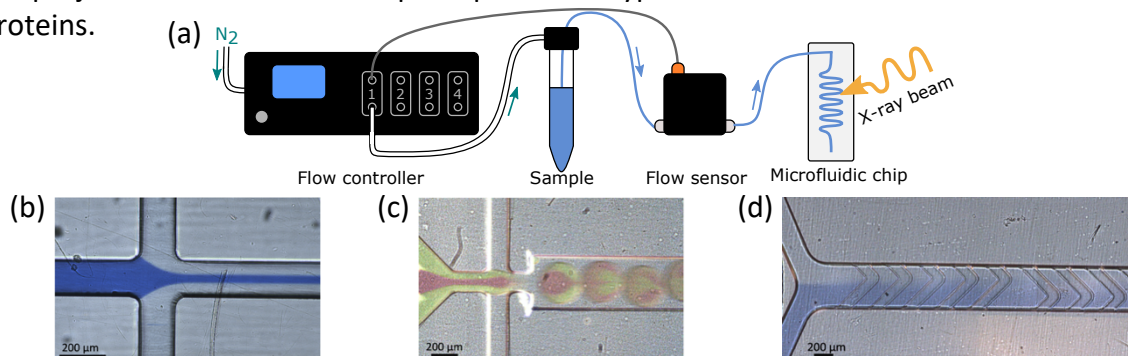 roteins.
(a)
N2
1 2 3 4
X-ray beam
Flow controller
Sample
Flow sensor
Microfluidic chip
(b)
(c)
(d)
200 µm
200 µm
200 µm